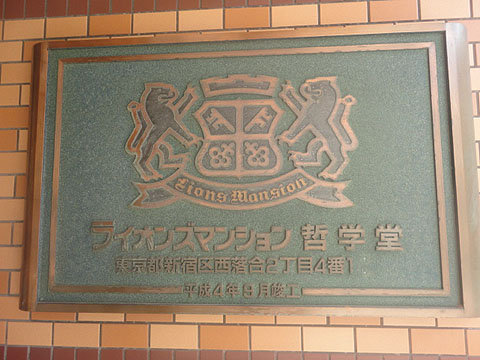 Lions Mansion
ライオンズマンション 哲学堂
東京都新宿区西落合2丁目4番1
平成4年9月竣工